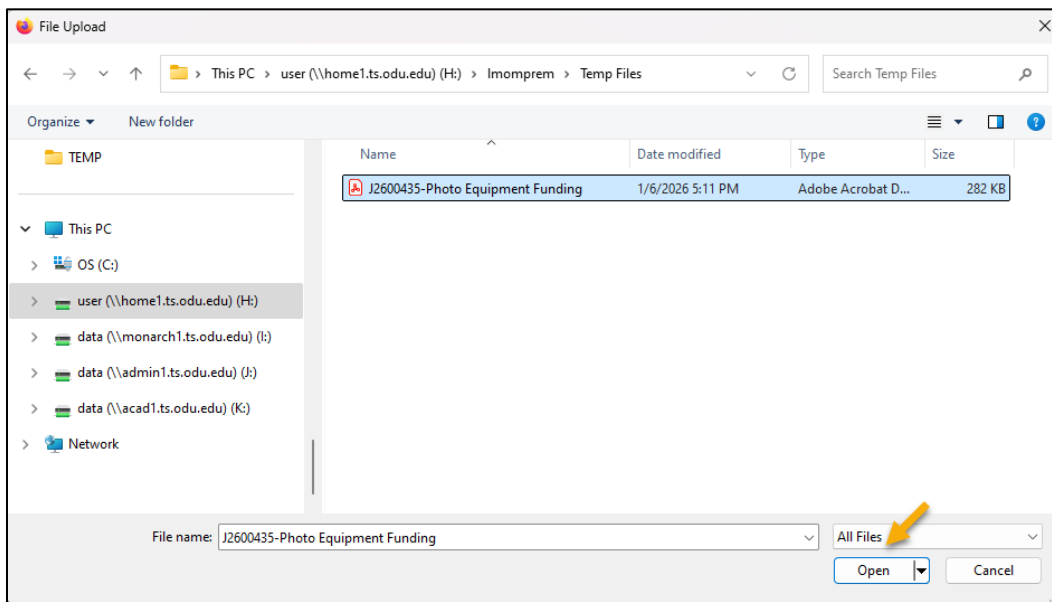 File Upload
This PC > user (\\home1.ts.odu.edu) (H:) > lmomprem > Temp Files
Search Temp Files
Organize
New folder
Name
Date modified
Type
Size
TEMP
J2600435-Photo Equipment Funding
1/6/2026 5:11 PM
Adobe Acrobat D...
282 KB
This PC
OS (C:)
user (\\home1.ts.odu.edu) (H:)
data (\\monarch1.ts.odu.edu) (I:)
data (\\admin1.ts.odu.edu) (J:)
data (\\acad1.ts.odu.edu) (K:)
Network
File name: J2600435-Photo Equipment Funding
All Files
Open
Cancel